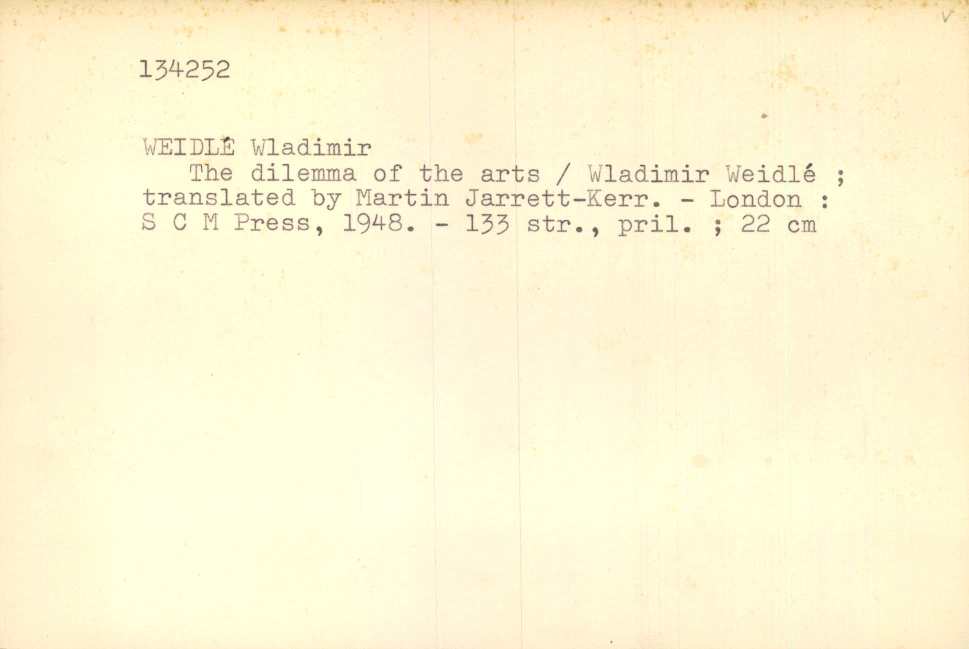 134252
WEIDLÉ Wladimir
The dilemma of the arts / Wladimir Weidlé ;
translated by Martin Jarrett-Kerr. - London :
S C M Press, 1948. - 133 str., pril. ; 22 cm